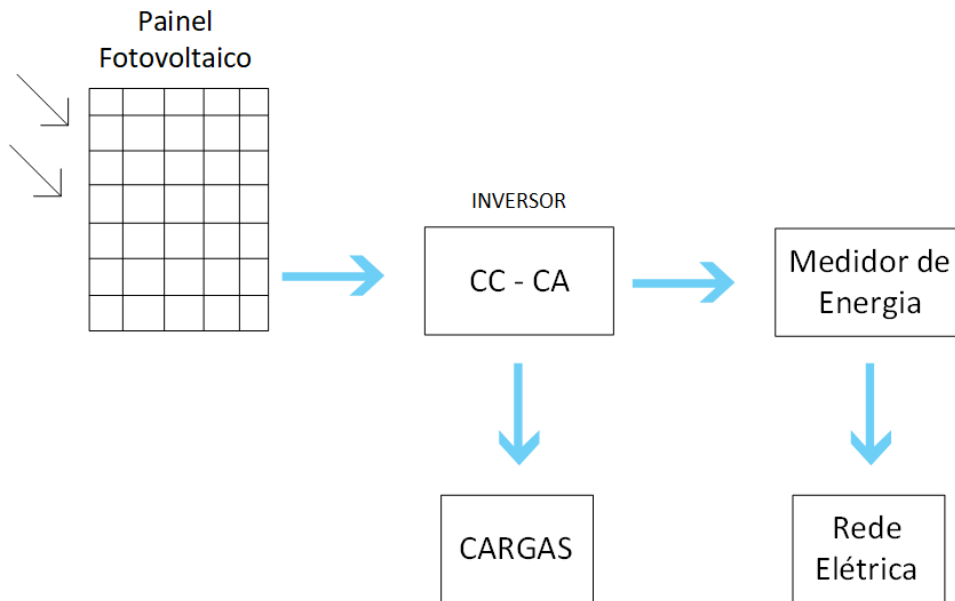 Painel
Fotovoltaico
INVERSOR
CC - CA
Medidor de
Energia
CARGAS
Rede
Elétrica